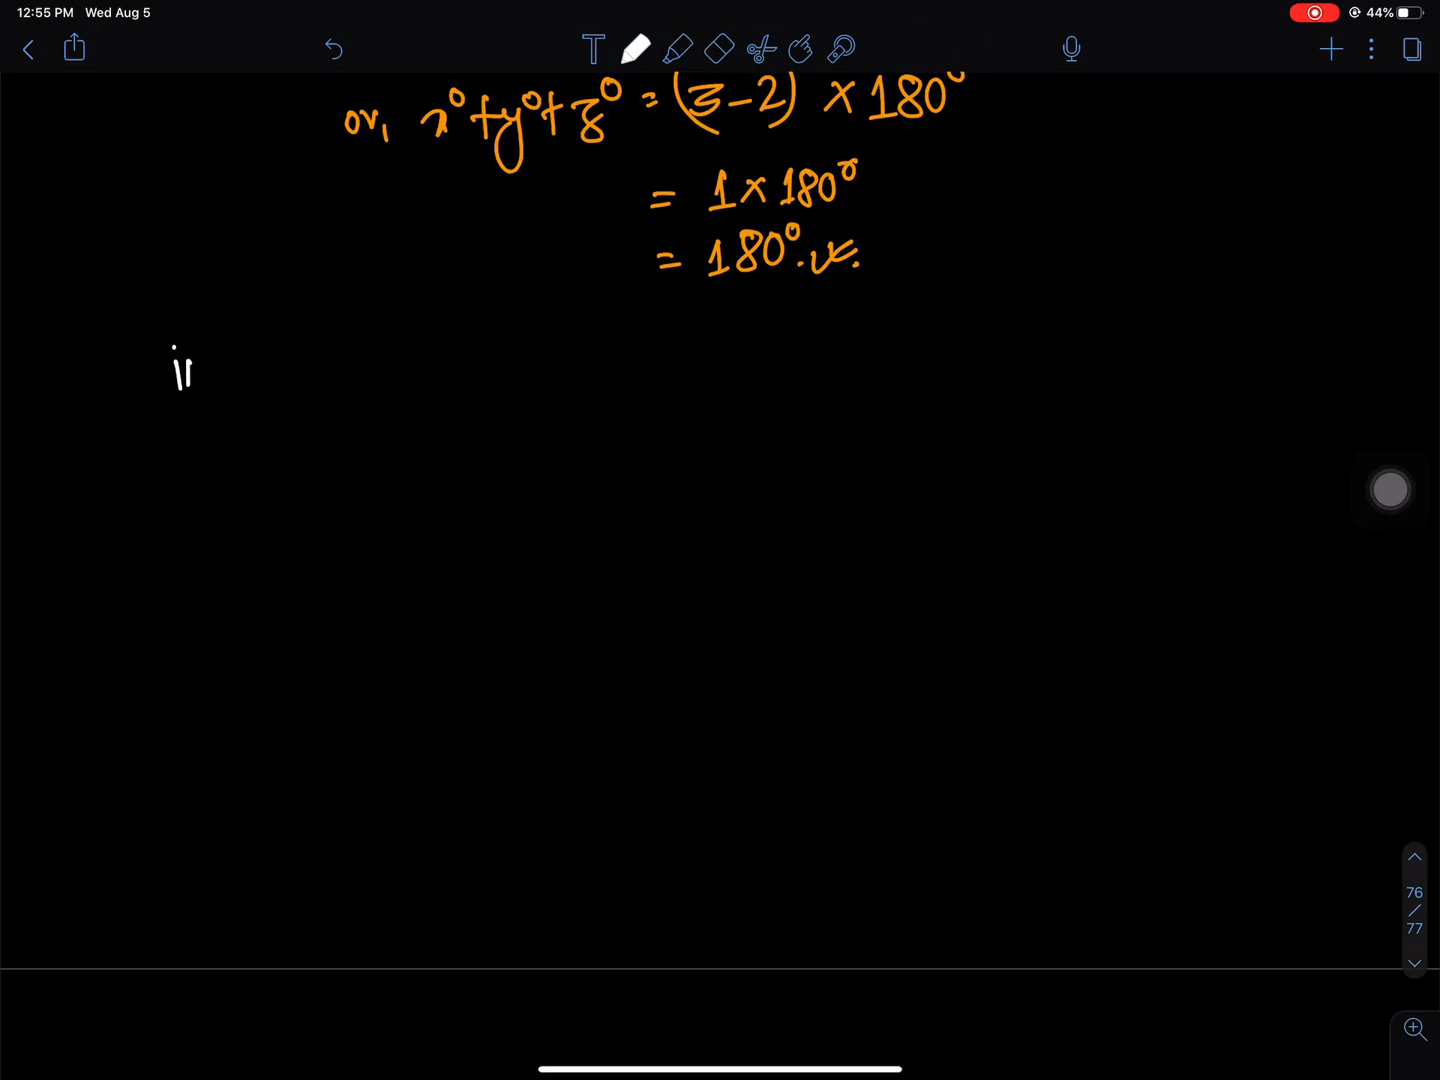 12:55 PM Wed Aug 5
44%
or, x° + y° + z° = (3-2) × 180°
= 1 × 180°
= 180°.
ii
76
/
77